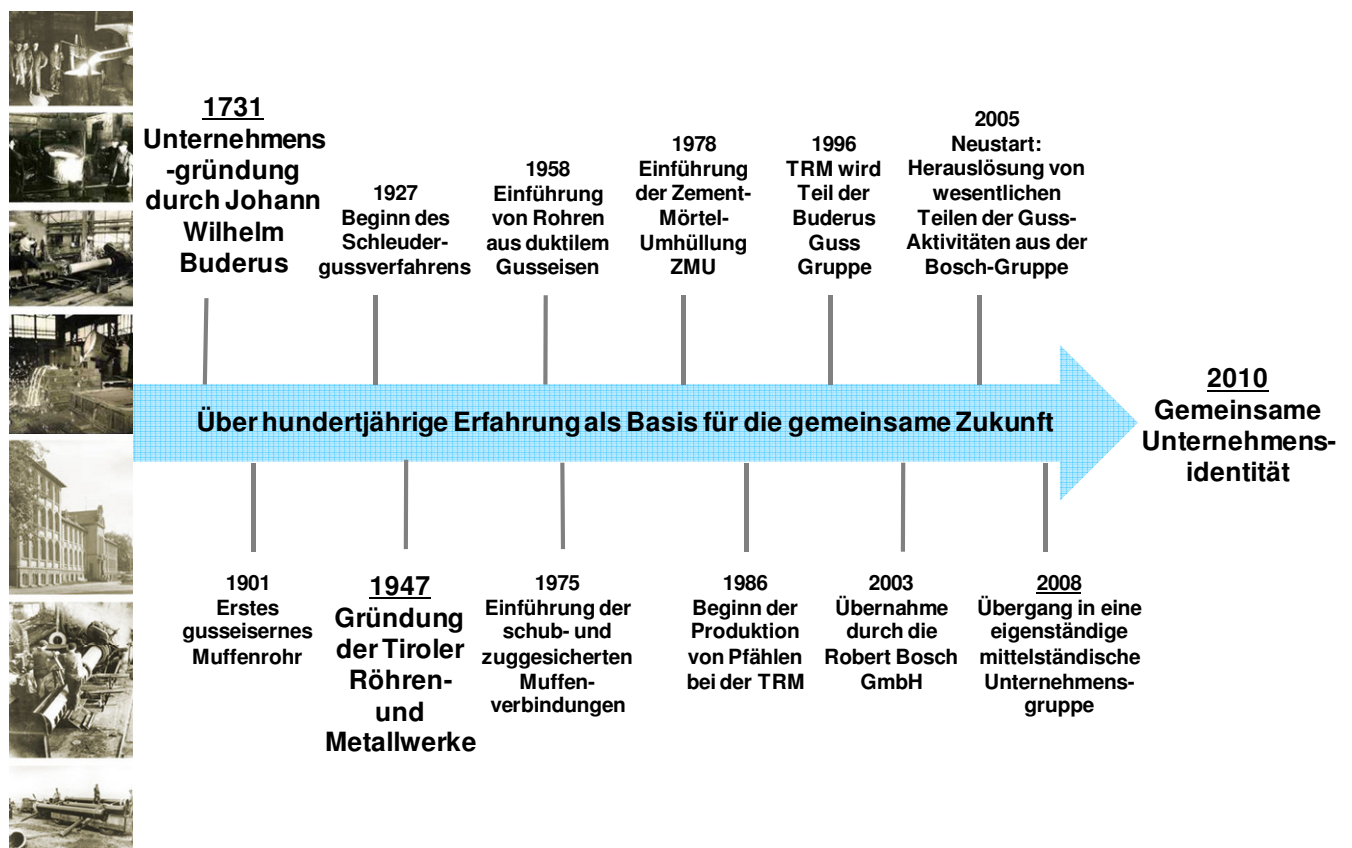 1731
Unternehmens
-gründung
durch Johann
Wilhelm
Buderus
1927
Beginn des
Schleuder-
gussverfahrens
1958
Einführung
von Rohren
aus duktilem
Gusseisen
1978
Einführung
der Zement-
Mörtel-
Umhüllung
ZMU
1996
TRM wird
Teil der
Buderus
Guss
Gruppe
2005
Neustart:
Herauslösung von
wesentlichen
Teilen der Guss-
Aktivitäten aus der
Bosch-Gruppe
Über hundertjährige Erfahrung als Basis für die gemeinsame Zukunft
2010
Gemeinsame
Unternehmens-
identität
1901
Erstes
gusseisernes
Muffenrohr
1947
Gründung
der Tiroler
Röhren-
und
Metallwerke
1975
Einführung der
schub- und
zuggesicherten
Muffen-
verbindungen
1986
Beginn der
Produktion
von Pfählen
bei der TRM
2003
Übernahme
durch die
Robert Bosch
GmbH
2008
Übergang in eine
eigenständige
mittelständische
Unternehmens-
gruppe